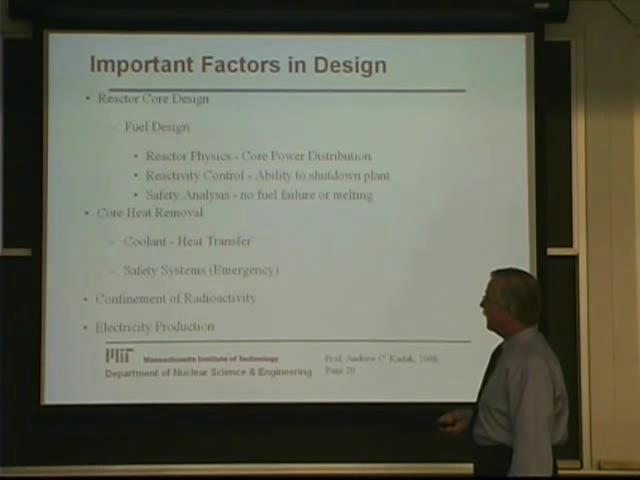 Important Factors in Design
• Reactor Core Design
– Fuel Design
• Reactor Physics - Core Power Distribution
• Reactivity Control - Ability to shutdown plant
• Safety Analysis - no fuel failure or melting
• Core Heat Removal
– Coolant - Heat Transfer
– Safety Systems (Emergency)
• Confinement of Radioactivity
• Electricity Production
MIT Massachusetts Institute of Technology
Department of Nuclear Science & Engineering
Prof. Andrew C. Kadak, 2008
Page 20